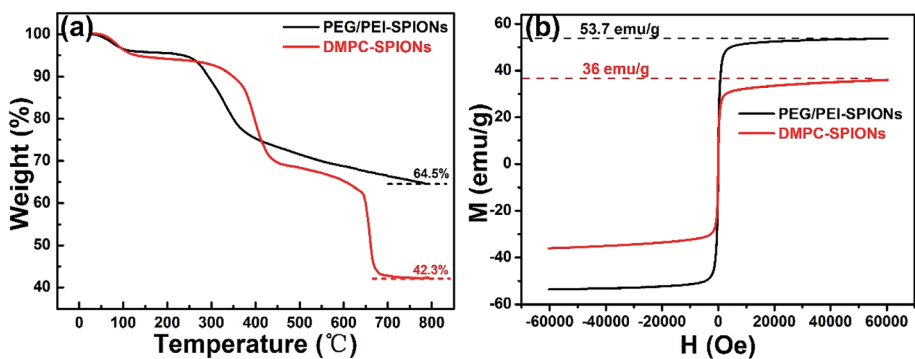 (a)
PEG/PEI-SPIONs
DMPC-SPIONs
100
90
80
70
60
50
40
64.5%
42.3%
0
100
200
300
400
500
600
700
800
Weight (%)
Temperature (℃)
(b)
53.7 emu/g
36 emu/g
PEG/PEI-SPIONs
DMPC-SPIONs
60
40
20
0
-20
-40
-60
-60000
-40000
-20000
0
20000
40000
60000
M (emu/g)
H (Oe)